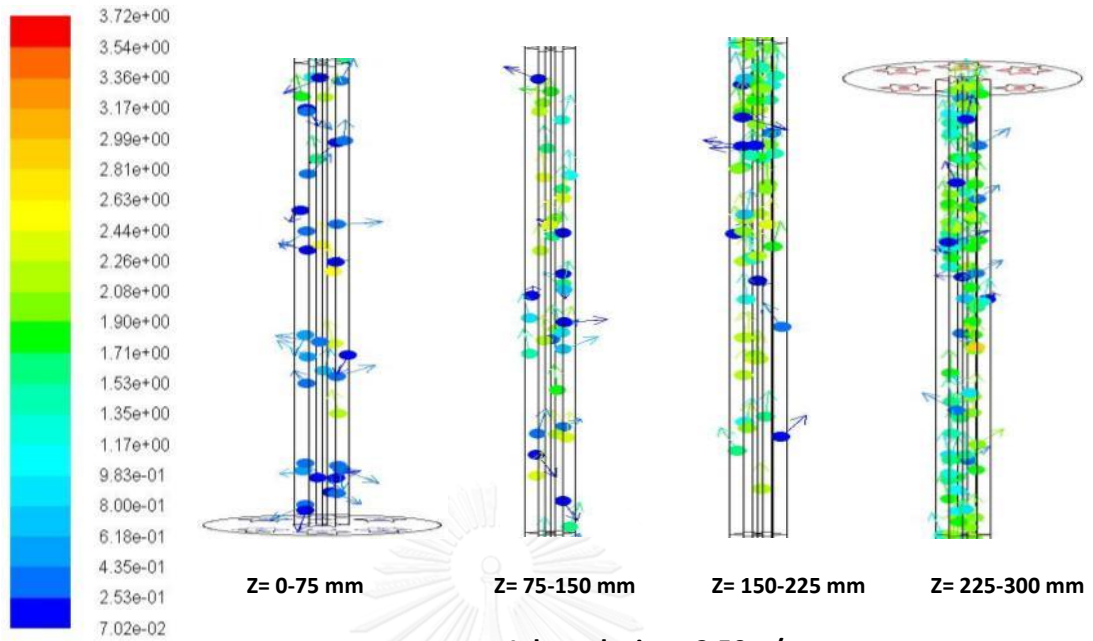 3.72e+00
3.54e+00
3.36e+00
3.17e+00
2.99e+00
2.81e+00
2.63e+00
2.44e+00
2.26e+00
2.08e+00
1.90e+00
1.71e+00
1.53e+00
1.35e+00
1.17e+00
9.83e-01
8.00e-01
6.18e-01
4.35e-01
2.53e-01
7.02e-02
Z= 0-75 mm
Z= 75-150 mm
Z= 150-225 mm
Z= 225-300 mm